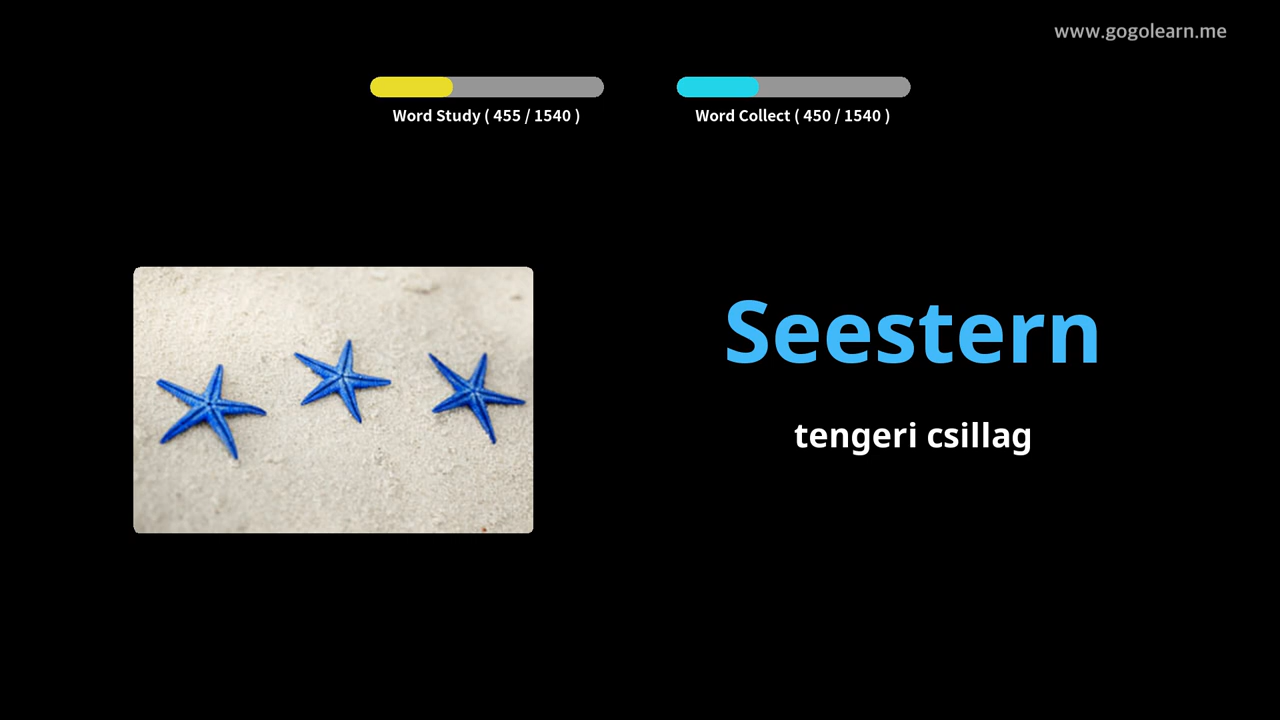 www.gogolearn.me
Word Study ( 455 / 1540 )
Word Collect ( 450 / 1540 )
Seestern
tengeri csillag